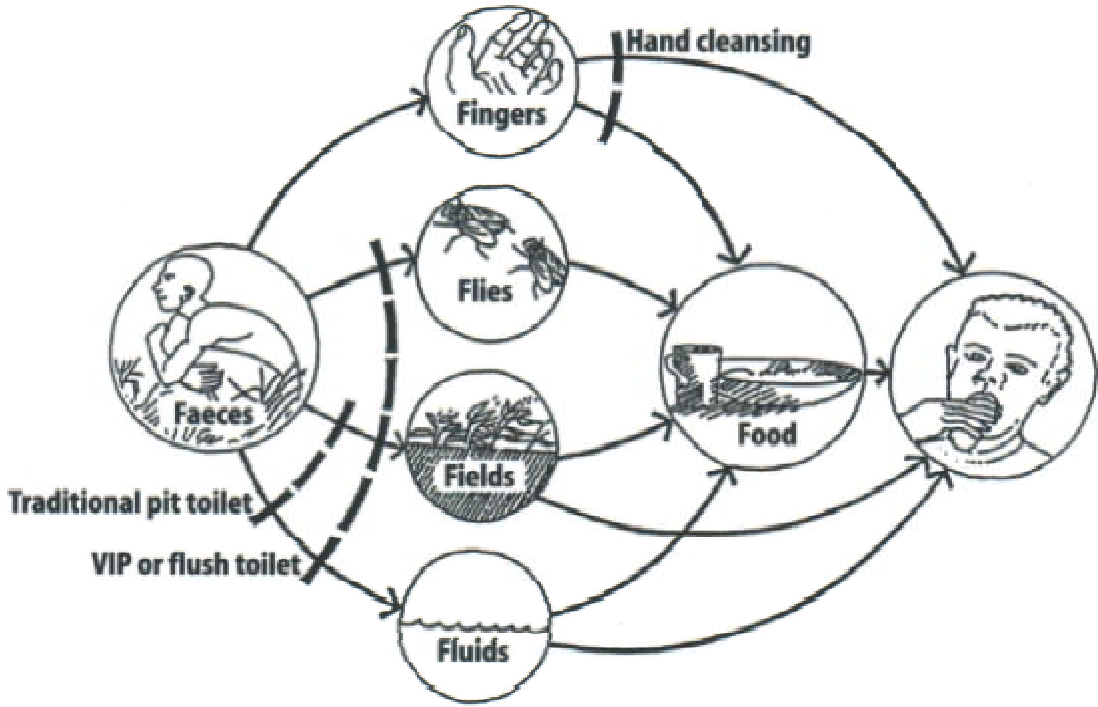 Hand cleansing
Fingers
Flies
Faeces
Food
Fields
Traditional pit toilet
VIP or flush toilet
Fluids